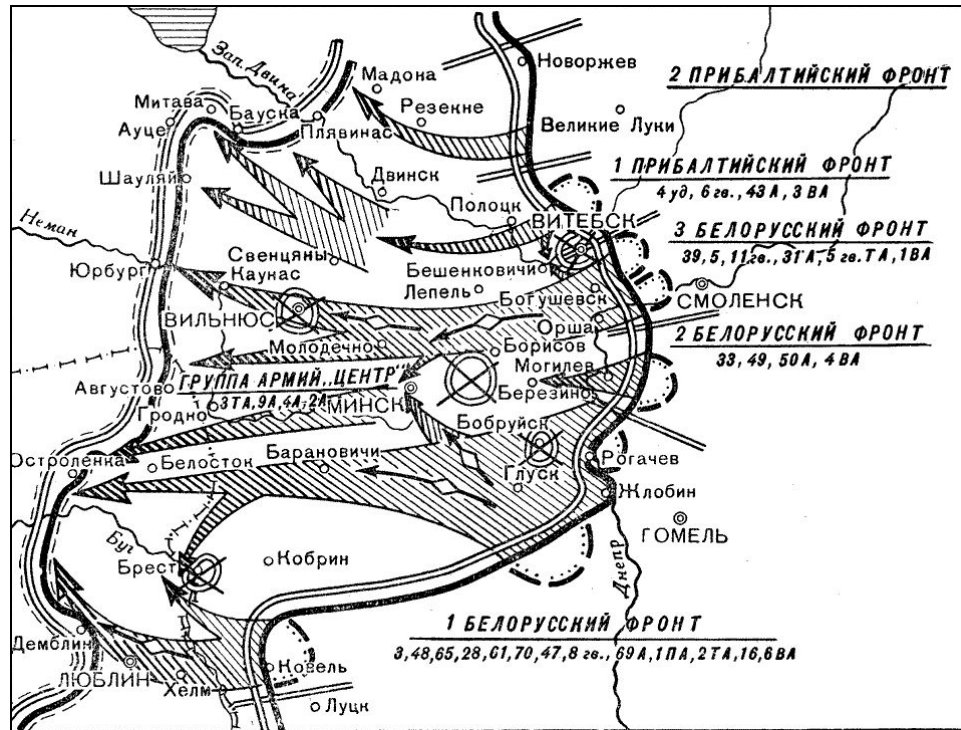 Зап. Двина
Мадона
Новоржев
2 ПРИБАЛТИЙСКИЙ ФРОНТ
Митава
Бауска
Резекне
Ауце
Плявинас
Великие Луки
1 ПРИБАЛТИЙСКИЙ ФРОНТ
4 уд, 6 гв., 43 А, 3 ВА
Шауляй
Двинск
Полоцк
ВИТЕБСК
3 БЕЛОРУССКИЙ ФРОНТ
39, 5, 11 гв., 31 А, 5 гв. ТА, 1 ВА
Неман
Свенцяны
Юрбург
Каунас
Бешенковичи
Лепель
Богушевск
СМОЛЕНСК
ВИЛЬНЮС
Орша
2 БЕЛОРУССКИЙ ФРОНТ
33, 49, 50 А, 4 ВА
Молодечно
Борисов
Могилев
Августово
ГРУППА АРМИЙ „ЦЕНТР"
3 ТА, 9А, 4А, 2А
Березино
Гродно
МИНСК
Бобруйск
Остроленка
Белосток
Барановичи
Рогачев
Глуск
Жлобин
ГОМЕЛЬ
Буг
Брест
Кобрин
Днепр
1 БЕЛОРУССКИЙ ФРОНТ
3, 48, 65, 28, 61, 70, 47, 8 гв., 69 А, 1 ПА, 2 ТА, 16, 6 ВА
Демблин
ЛЮБЛИН
Ковель
Хелм
Луцк